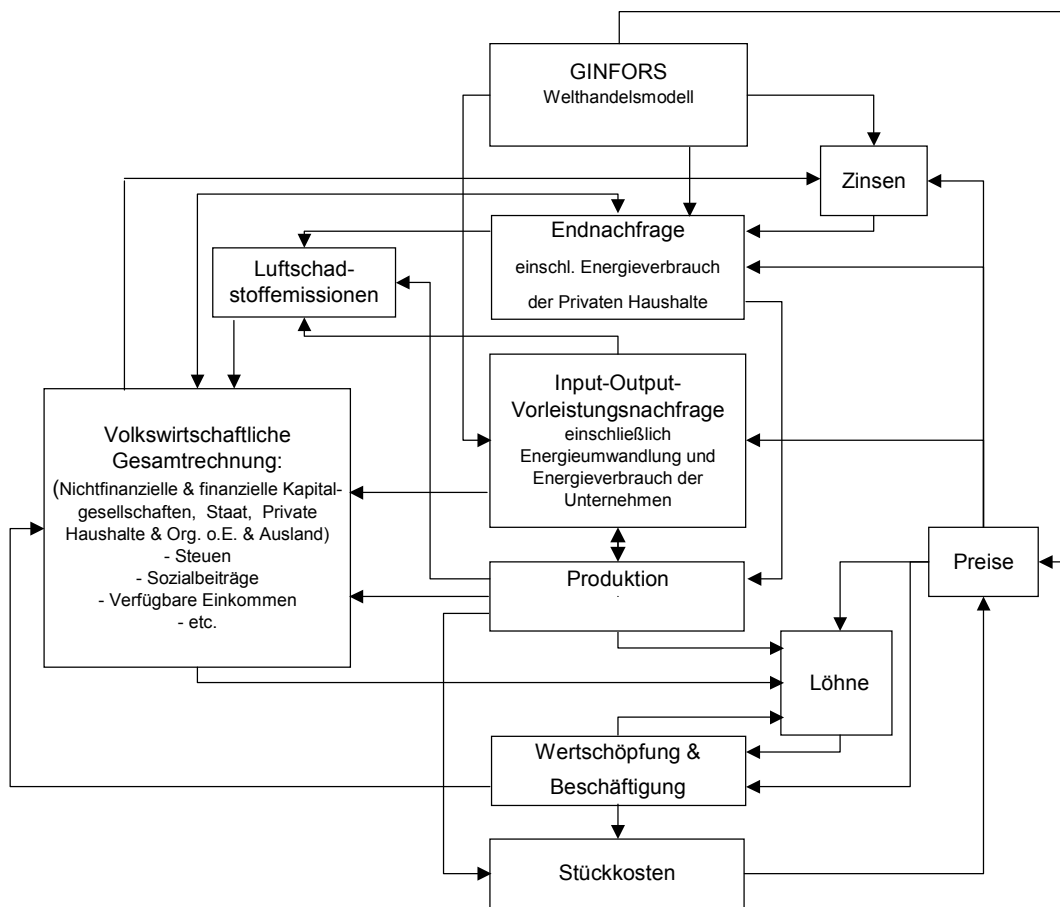 GINFORS
Welthandelsmodell
Zinsen
Endnachfrage
einschl. Energieverbrauch
der Privaten Haushalte
Luftschad-
stoffemissionen
Input-Output-
Vorleistungsnachfrage
einschließlich
Energieumwandlung und
Energieverbrauch der
Unternehmen
Volkswirtschaftliche
Gesamtrechnung:
(Nichtfinanzielle & finanzielle Kapital-
gesellschaften, Staat, Private
Haushalte & Org. o.E. & Ausland)
- Steuen
- Sozialbeiträge
- Verfügbare Einkommen
- etc.
Preise
Produktion
Löhne
Wertschöpfung &
Beschäftigung
Stückkosten